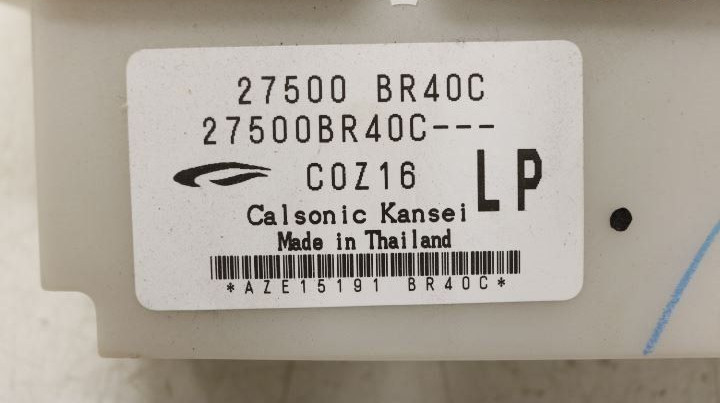 27500 BR40C
27500BR40C---
C0Z16
LP
Calsonic Kansei
Made in Thailand
*AZE15191 BR40C*